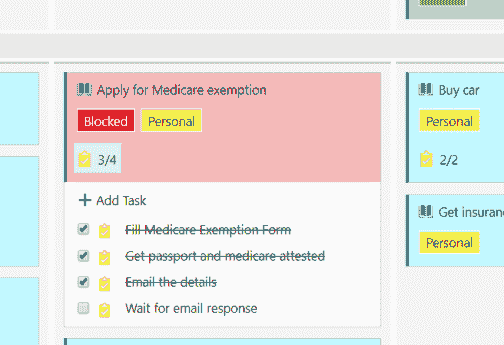 Apply for Medicare exemption
Blocked Personal
3/4
Add Task
Fill Medicare Exemption Form
Get passport and medicare attested
Email the details
Wait for email response
Buy car
Personal
2/2
Get insuran
Personal